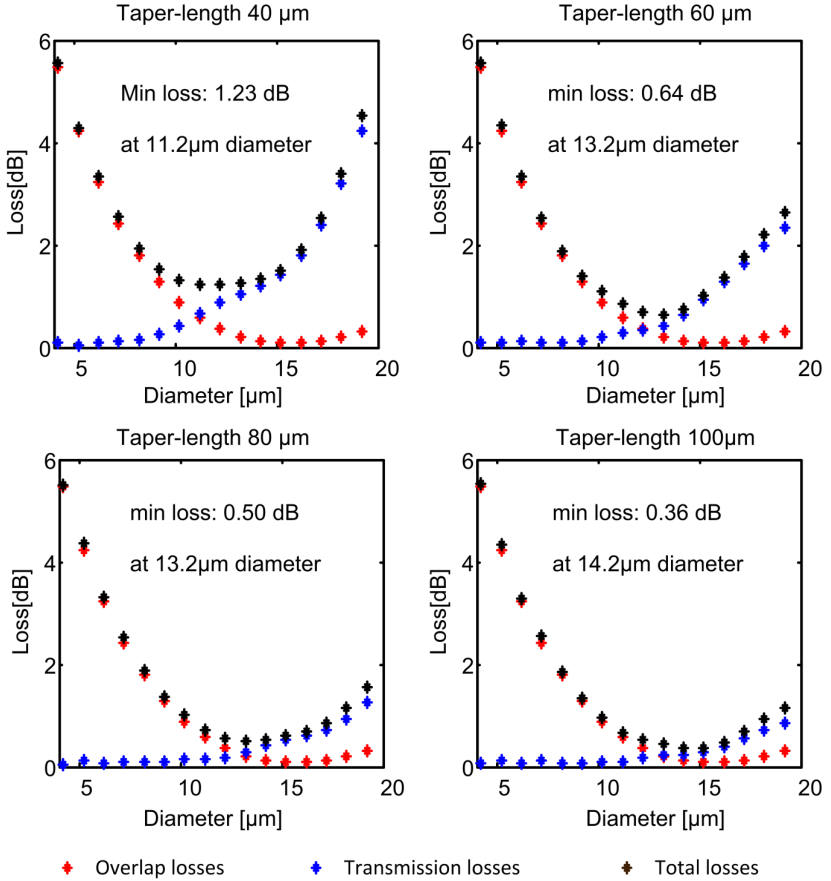 Taper-length 40 µm
6
4
2
0
Loss[dB]
Min loss: 1.23 dB
at 11.2µm diameter
5
10
15
20
Diameter [µm]
Taper-length 60 µm
6
4
2
0
Loss[dB]
min loss: 0.64 dB
at 13.2µm diameter
5
10
15
20
Diameter [µm]
Taper-length 80 µm
6
4
2
0
Loss[dB]
min loss: 0.50 dB
at 13.2µm diameter
5
10
15
20
Diameter [µm]
Taper-length 100µm
6
4
2
0
Loss[dB]
min loss: 0.36 dB
at 14.2µm diameter
5
10
15
20
Diameter [µm]
Overlap losses
Transmission losses
Total losses